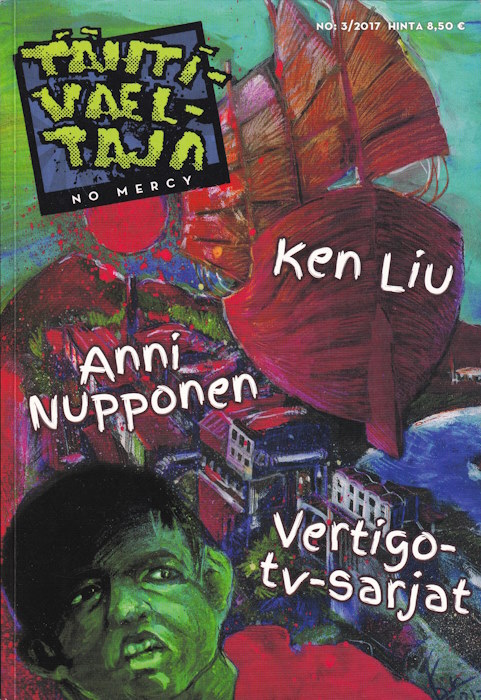 NO: 3/2017 HINTA 8,50 €
TÄHTI-
VAEL-
TAJA
NO MERCY
Ken Liu
Anni
Nupponen
Vertigo-
tv-sarjat